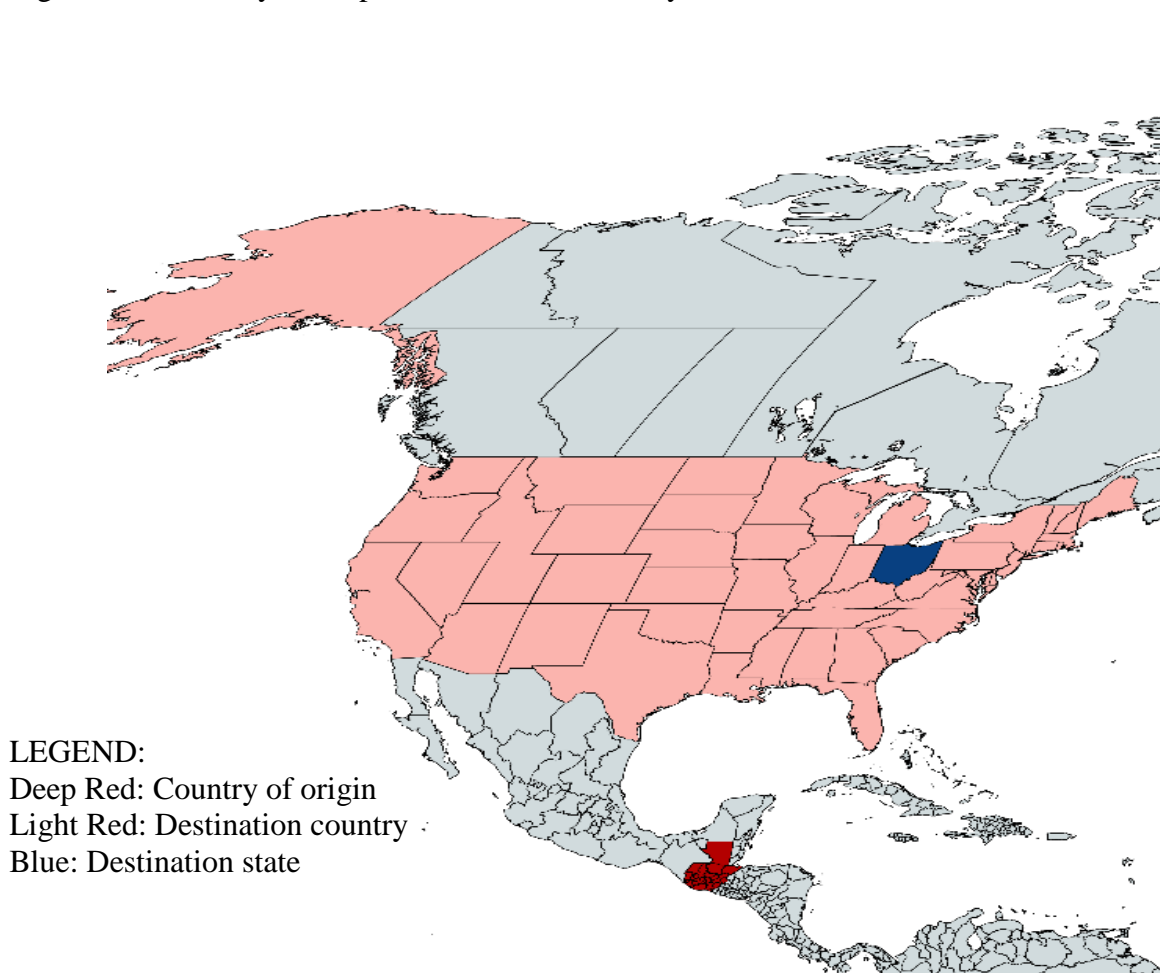 LEGEND:
Deep Red: Country of origin
Light Red: Destination country
Blue: Destination state